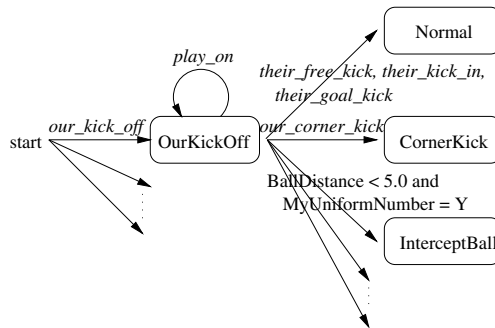 Normal
play_on
their_free_kick, their_kick_in,
their_goal_kick
our_kick_off
our_corner_kick
start
OurKickOff
CornerKick
BallDistance < 5.0 and
MyUniformNumber = Y
InterceptBall